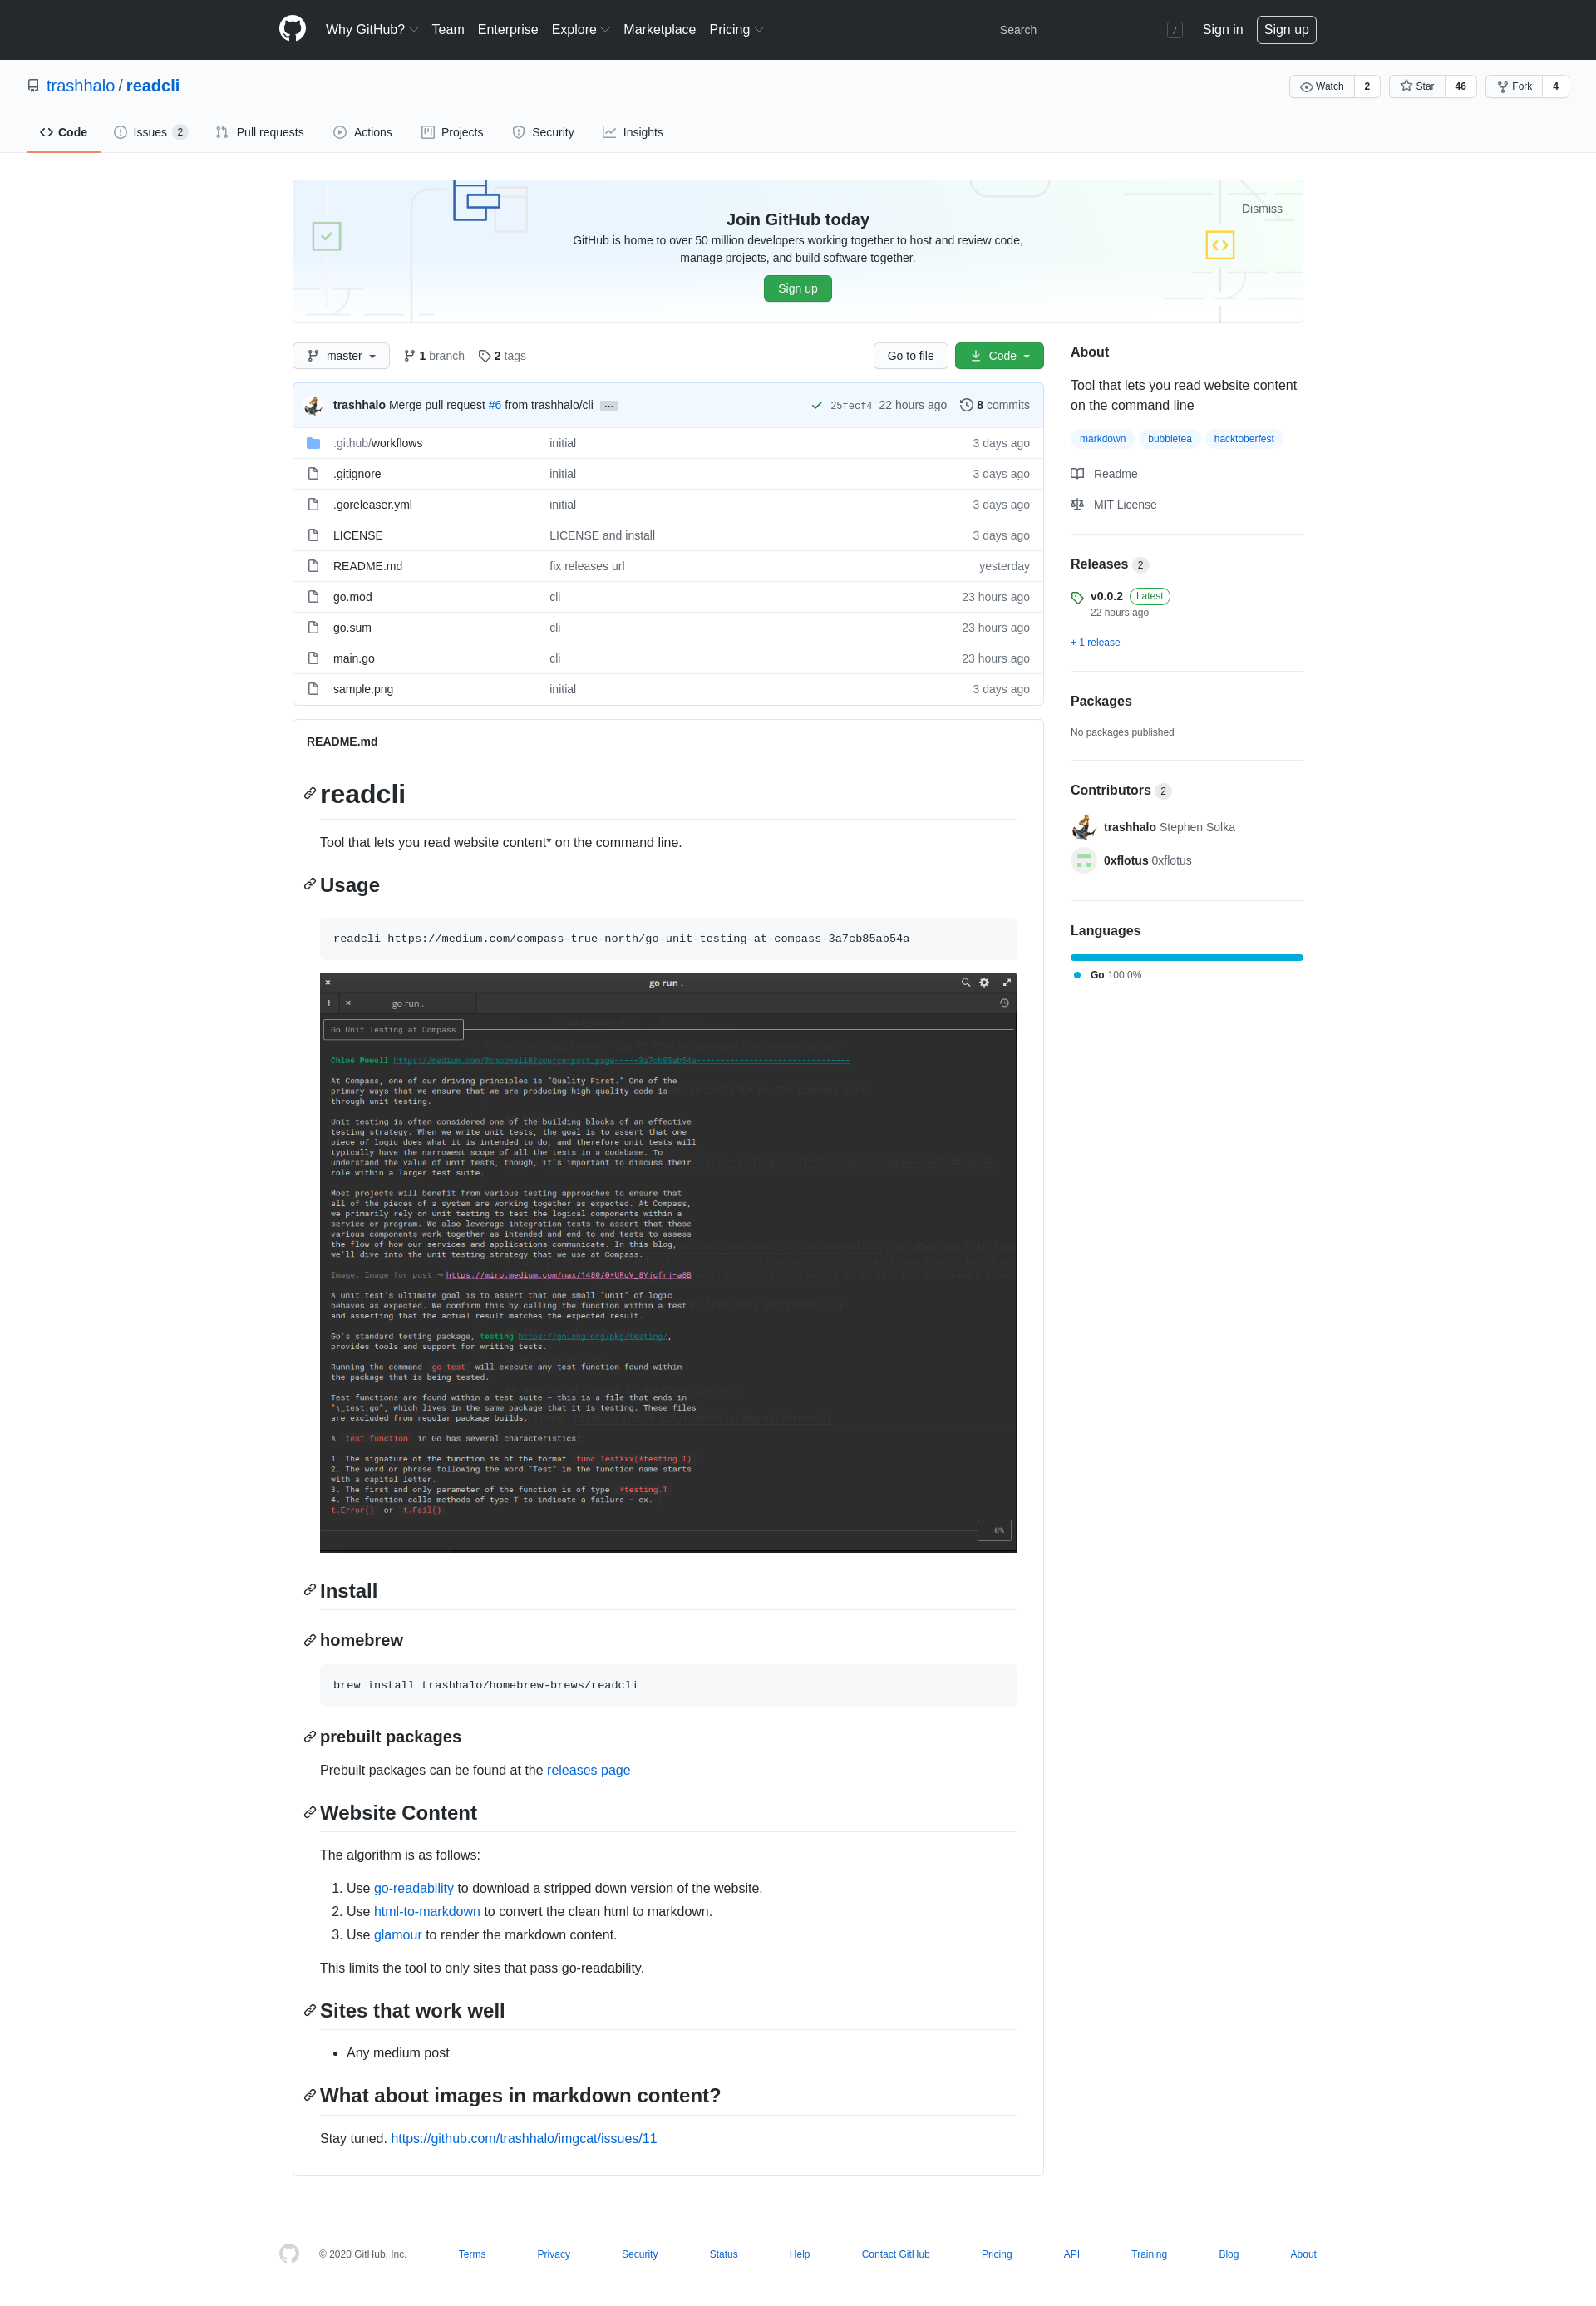 Why GitHub? Team Enterprise Explore Marketplace Pricing Search / Sign in Sign up
trashhalo / readcli Watch 2 Star 46 Fork 4
Code Issues 2 Pull requests Actions Projects Security Insights
Dismiss
Join GitHub today
GitHub is home to over 50 million developers working together to host and review code,
manage projects, and build software together.
Sign up
master 1 branch 2 tags Go to file Code
trashhalo Merge pull request #6 from trashhalo/cli … 25fecf4 22 hours ago 8 commits
.github/workflows initial 3 days ago
.gitignore initial 3 days ago
.goreleaser.yml initial 3 days ago
LICENSE LICENSE and install 3 days ago
README.md fix releases url yesterday
go.mod cli 23 hours ago
go.sum cli 23 hours ago
main.go cli 23 hours ago
sample.png initial 3 days ago
README.md
readcli
Tool that lets you read website content* on the command line.
Usage
readcli https://medium.com/compass-true-north/go-unit-testing-at-compass-3a7cb85ab54a
go run .
go run .
Go Unit Testing at Compass
Chloé Powell https://medium.com/@cmpowell0?source=post_page-----3a7cb85ab54a--------------------------------
At Compass, one of our driving principles is “Quality First.” One of the
primary ways that we ensure that we are producing high-quality code is
through unit testing.
Unit testing is often considered one of the building blocks of an effective
testing strategy. When we write unit tests, the goal is to assert that one
piece of logic does what it is intended to do, and therefore unit tests will
typically have the narrowest scope of all the tests in a codebase. To
understand the value of unit tests, though, it’s important to discuss their
role within a larger test suite.
Most projects will benefit from various testing approaches to ensure that
all of the pieces of a system are working together as expected. At Compass,
we primarily rely on unit testing to test the logical components within a
service or program. We also leverage integration tests to assert that those
various components work together as intended and end-to-end tests to assess
the flow of how our services and applications communicate. In this blog,
we’ll dive into the unit testing strategy that we use at Compass.
Image: Image for post → https://miro.medium.com/max/1480/0*URqV_8Yjcfrj-a8B
A unit test’s ultimate goal is to assert that one small “unit” of logic
behaves as expected. We confirm this by calling the function within a test
and asserting that the actual result matches the expected result.
Go’s standard testing package, testing https://golang.org/pkg/testing/,
provides tools and support for writing tests.
Running the command go test will execute any test function found within
the package that is being tested.
Test functions are found within a test suite — this is a file that ends in
“\_test.go”, which lives in the same package that it is testing. These files
are excluded from regular package builds.
A test function in Go has several characteristics:
1. The signature of the function is of the format func TestXxx(*testing.T)
2. The word or phrase following the word “Test” in the function name starts
with a capital letter.
3. The first and only parameter of the function is of type *testing.T
4. The function calls methods of type T to indicate a failure — ex.
t.Error() or t.Fail()
0%
Install
homebrew
brew install trashhalo/homebrew-brews/readcli
prebuilt packages
Prebuilt packages can be found at the releases page
Website Content
The algorithm is as follows:
1. Use go-readability to download a stripped down version of the website.
2. Use html-to-markdown to convert the clean html to markdown.
3. Use glamour to render the markdown content.
This limits the tool to only sites that pass go-readability.
Sites that work well
• Any medium post
What about images in markdown content?
Stay tuned. https://github.com/trashhalo/imgcat/issues/11
About
Tool that lets you read website content
on the command line
markdown bubbletea hacktoberfest
Readme
MIT License
Releases 2
v0.0.2 Latest
22 hours ago
+ 1 release
Packages
No packages published
Contributors 2
trashhalo Stephen Solka
0xflotus 0xflotus
Languages
Go 100.0%
© 2020 GitHub, Inc. Terms Privacy Security Status Help Contact GitHub Pricing API Training Blog About